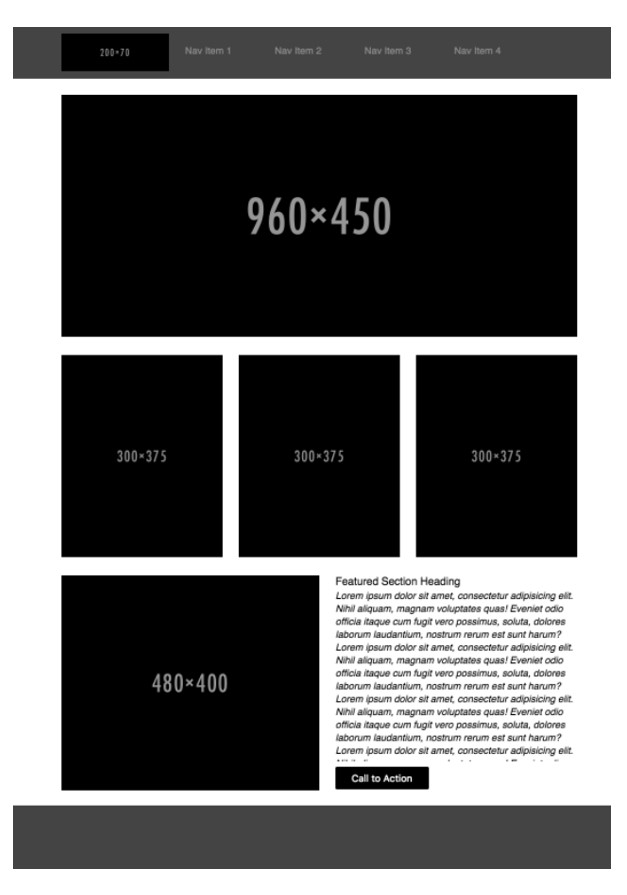 200×70
Nav Item 1
Nav Item 2
Nav Item 3
Nav Item 4
960×450
300×375
300×375
300×375
480×400
Featured Section Heading
Lorem ipsum dolor sit amet, consectetur adipisicing elit.
Nihil aliquam, magnam voluptates quas! Eveniet odio
officia itaque cum fugit vero possimus, soluta, dolores
laborum laudantium, nostrum rerum est sunt harum?
Lorem ipsum dolor sit amet, consectetur adipisicing elit.
Nihil aliquam, magnam voluptates quas! Eveniet odio
officia itaque cum fugit vero possimus, soluta, dolores
laborum laudantium, nostrum rerum est sunt harum?
Lorem ipsum dolor sit amet, consectetur adipisicing elit.
Nihil aliquam, magnam voluptates quas! Eveniet odio
officia itaque cum fugit vero possimus, soluta, dolores
laborum laudantium, nostrum rerum est sunt harum?
Lorem ipsum dolor sit amet, consectetur adipisicing elit.
Call to Action